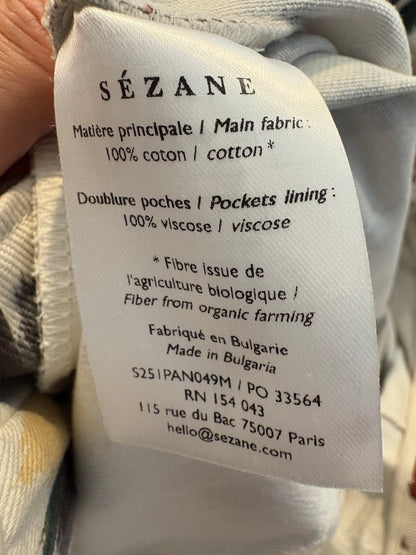 SÉZANE
Matière principale / Main fabric :
100% coton / cotton *
Doublure poches / Pockets lining :
100% viscose / viscose
* Fibre issue de
l'agriculture biologique /
Fiber from organic farming
Fabriqué en Bulgarie
Made in Bulgaria
S251PAN049M / PO 33564
RN 154 043
115 rue du Bac 75007 Paris
hello@sezane.com